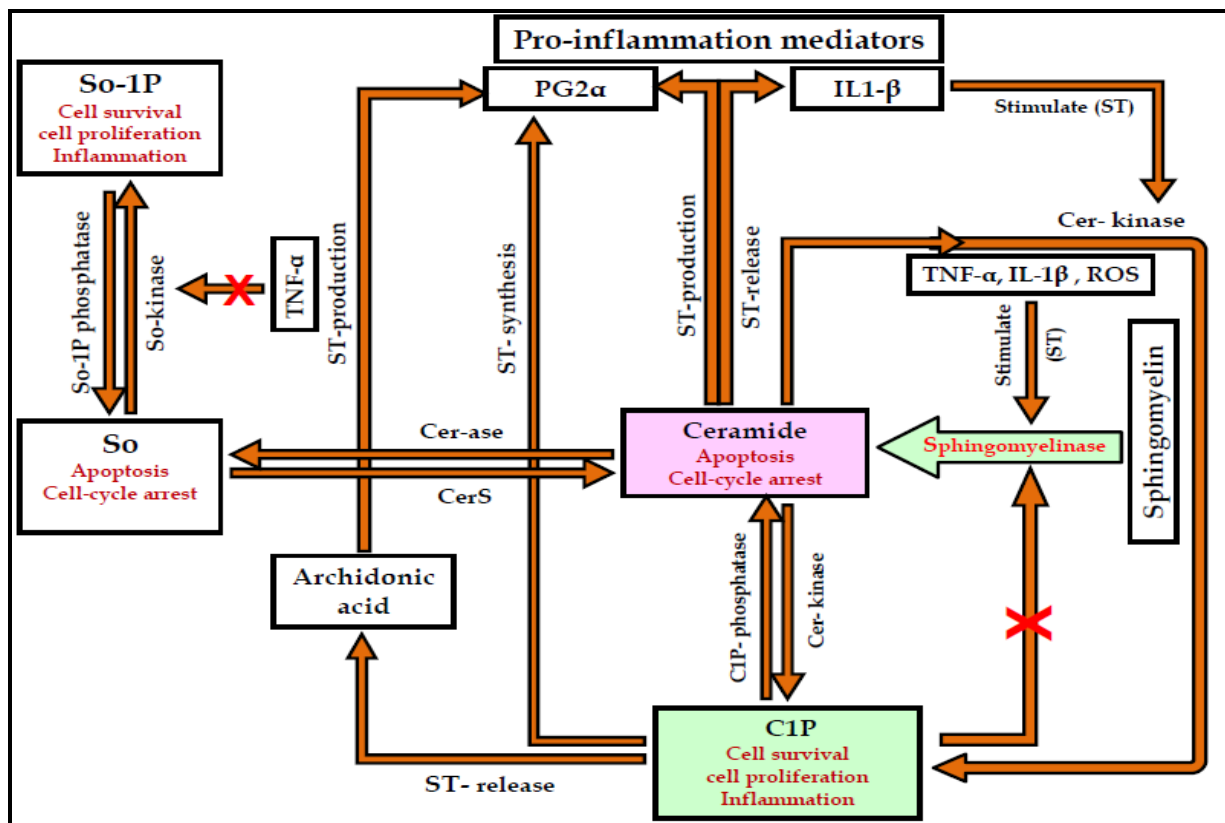 Pro-inflammation mediators
PG2α
IL1-β
Stimulate (ST)
Cer- kinase
So-1P
Cell survival
cell proliferation
Inflammation
So-1P phosphatase
So-kinase
X
TNF-α
ST-production
ST- synthesis
ST-production
ST-release
TNF-α, IL-1β , ROS
Stimulate
(ST)
Sphingomyelin
So
Apoptosis
Cell-cycle arrest
Cer-ase
CerS
Ceramide
Apoptosis
Cell-cycle arrest
Sphingomyelinase
Archidonic
acid
C1P- phosphatase
Cer- kinase
X
ST- release
C1P
Cell survival
cell proliferation
Inflammation